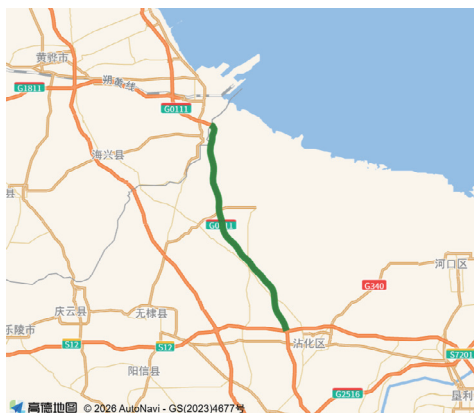 黄骅市
朔黄线
G1811
G0111
海兴县
县
G0111
河口区
G340
庆云县
无棣县
乐陵市
S12
S12
沾化区
S7201
阳信县
G2516
垦利
高德地图 © 2026 AutoNavi - GS(2023)4677号